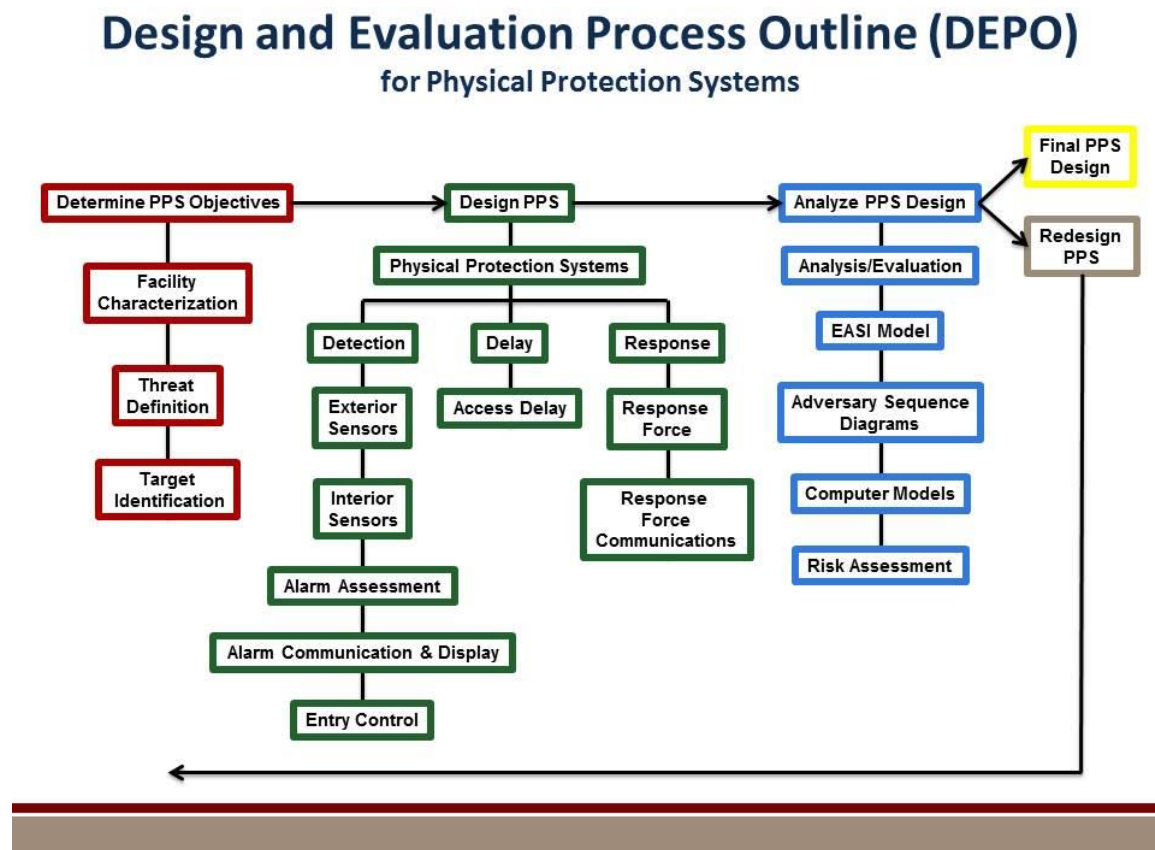 Design and Evaluation Process Outline (DEPO)
for Physical Protection Systems
Final PPS
Design
Determine PPS Objectives
Design PPS
Analyze PPS Design
Redesign
PPS
Facility
Characterization
Physical Protection Systems
Analysis/Evaluation
Detection
Delay
Response
EASI Model
Threat
Definition
Exterior
Sensors
Access Delay
Response
Force
Adversary Sequence
Diagrams
Target
Identification
Interior
Sensors
Response
Force
Communications
Computer Models
Alarm Assessment
Risk Assessment
Alarm Communication & Display
Entry Control